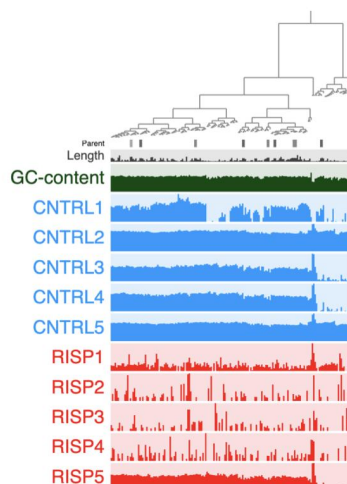 Parent
Length
GC-content
CNTRL1
CNTRL2
CNTRL3
CNTRL4
CNTRL5
RISP1
RISP2
RISP3
RISP4
RISP5